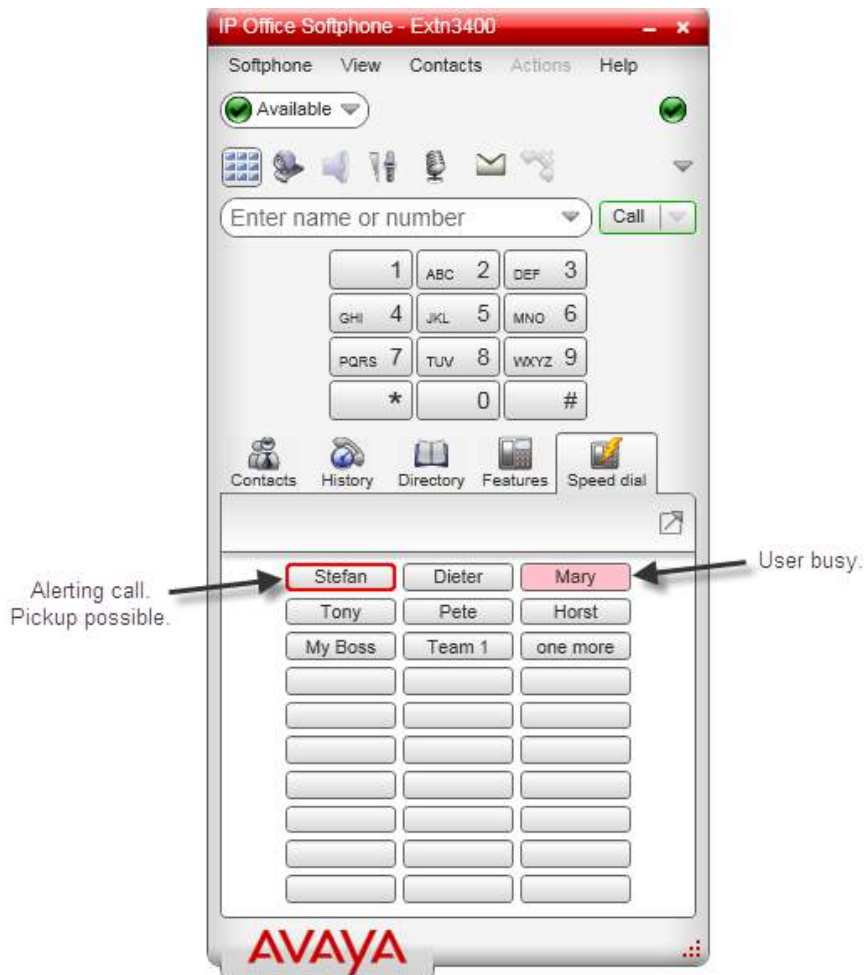 IP Office Softphone - Extn3400
Softphone View Contacts Actions Help
Available
Enter name or number Call
1 ABC 2 DEF 3
GHI 4 JKL 5 MNO 6
PQRS 7 TUV 8 WXYZ 9
* 0 #
Contacts History Directory Features Speed dial
User busy.
Stefan Dieter Mary
Alerting call.
Pickup possible.
Tony Pete Horst
My Boss Team 1 one more
AVAYA